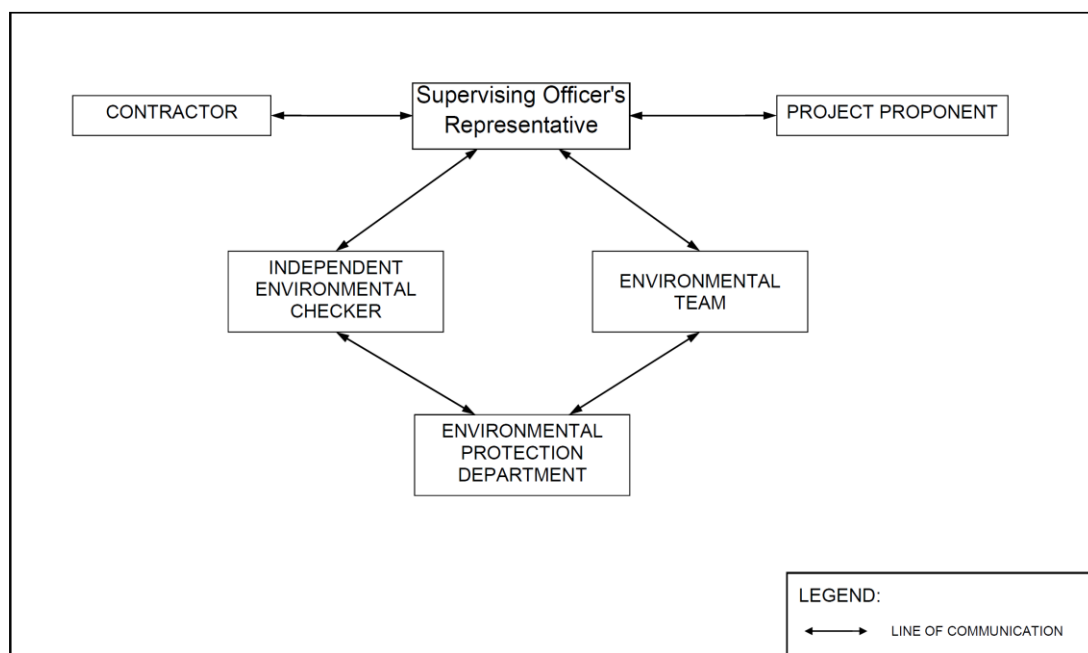 CONTRACTOR
Supervising Officer's
Representative
PROJECT PROPONENT
INDEPENDENT
ENVIRONMENTAL
CHECKER
ENVIRONMENTAL
TEAM
ENVIRONMENTAL
PROTECTION
DEPARTMENT
LEGEND:
LINE OF COMMUNICATION